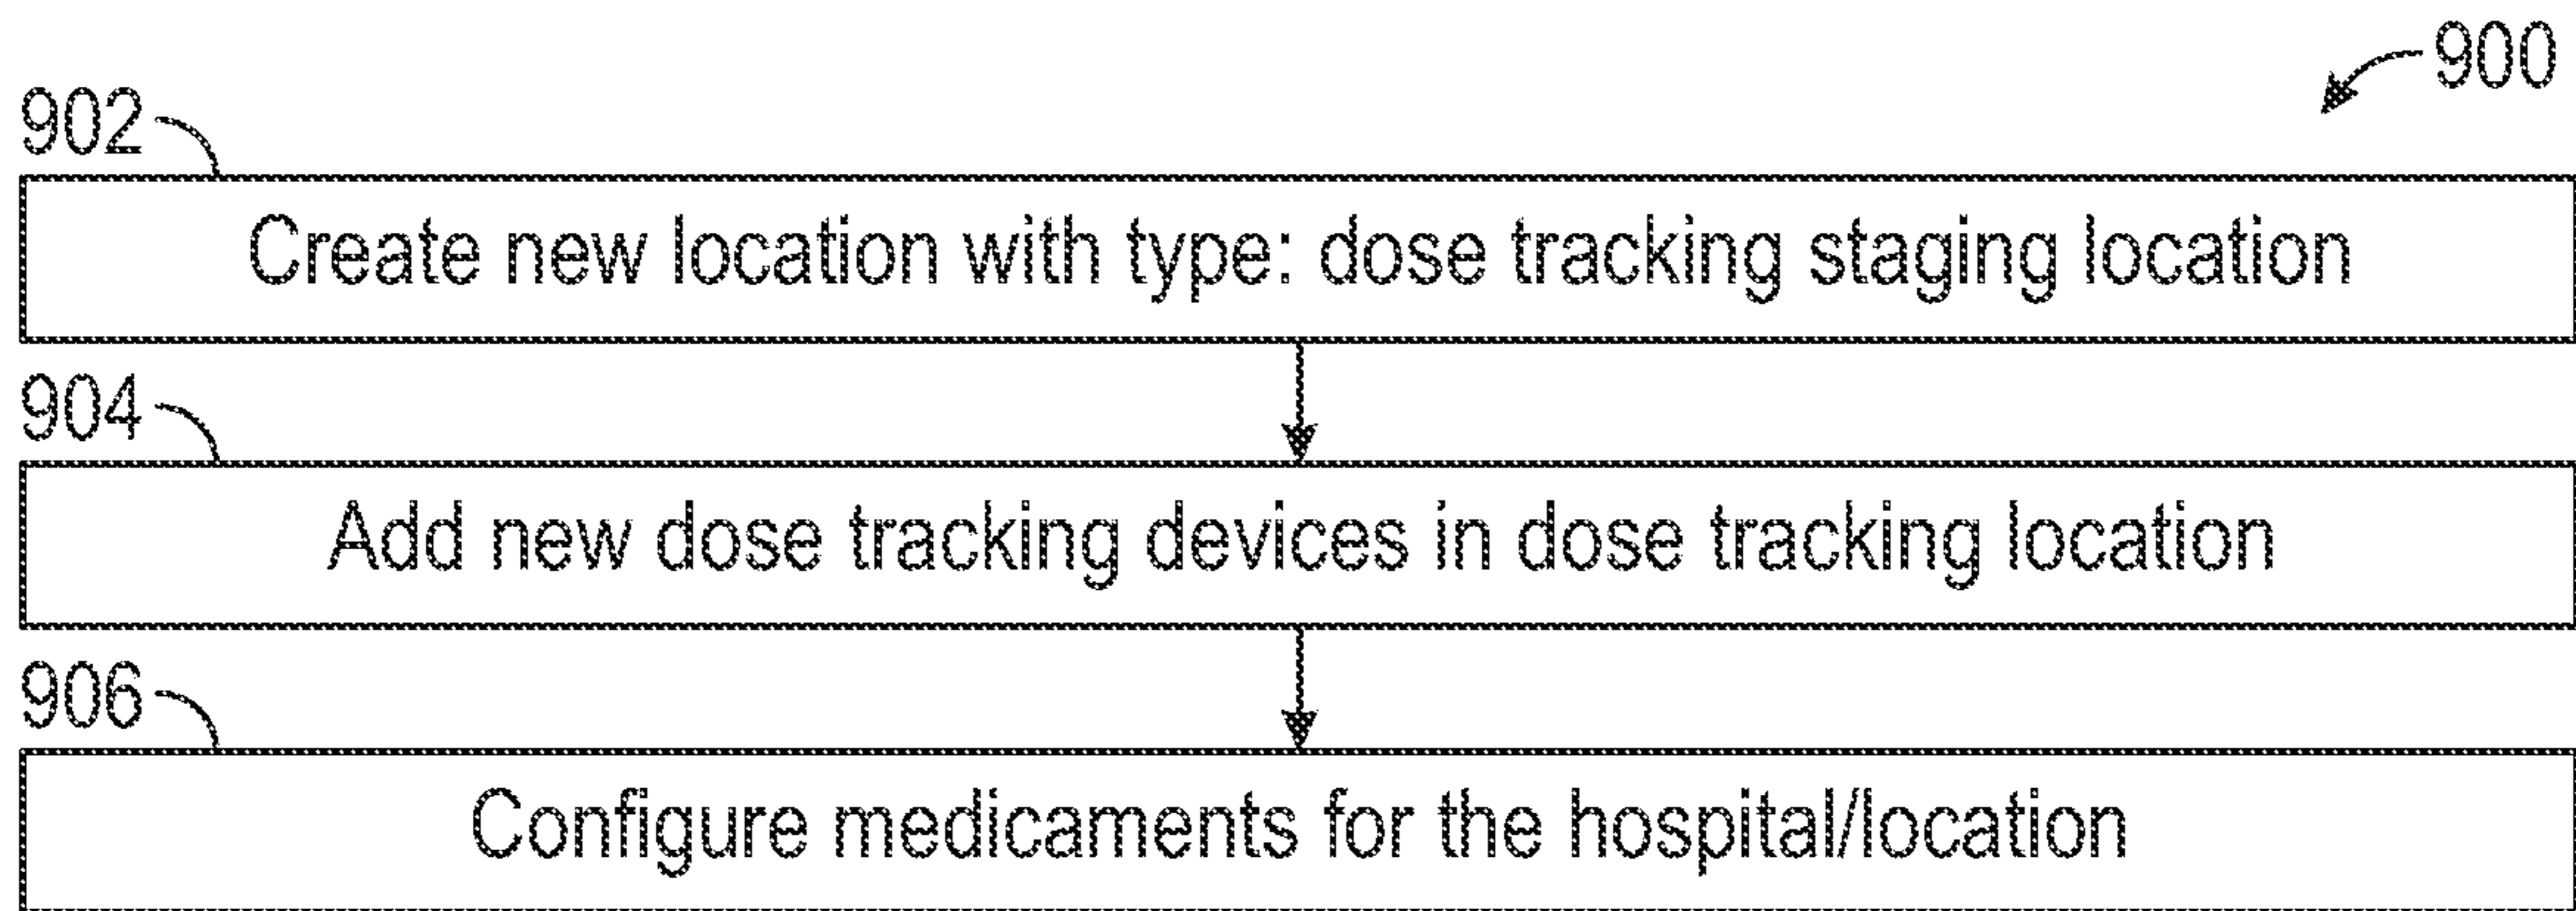 900
902
Create new location with type: dose tracking staging location
904
Add new dose tracking devices in dose tracking location
906
Configure medicaments for the hospital/location